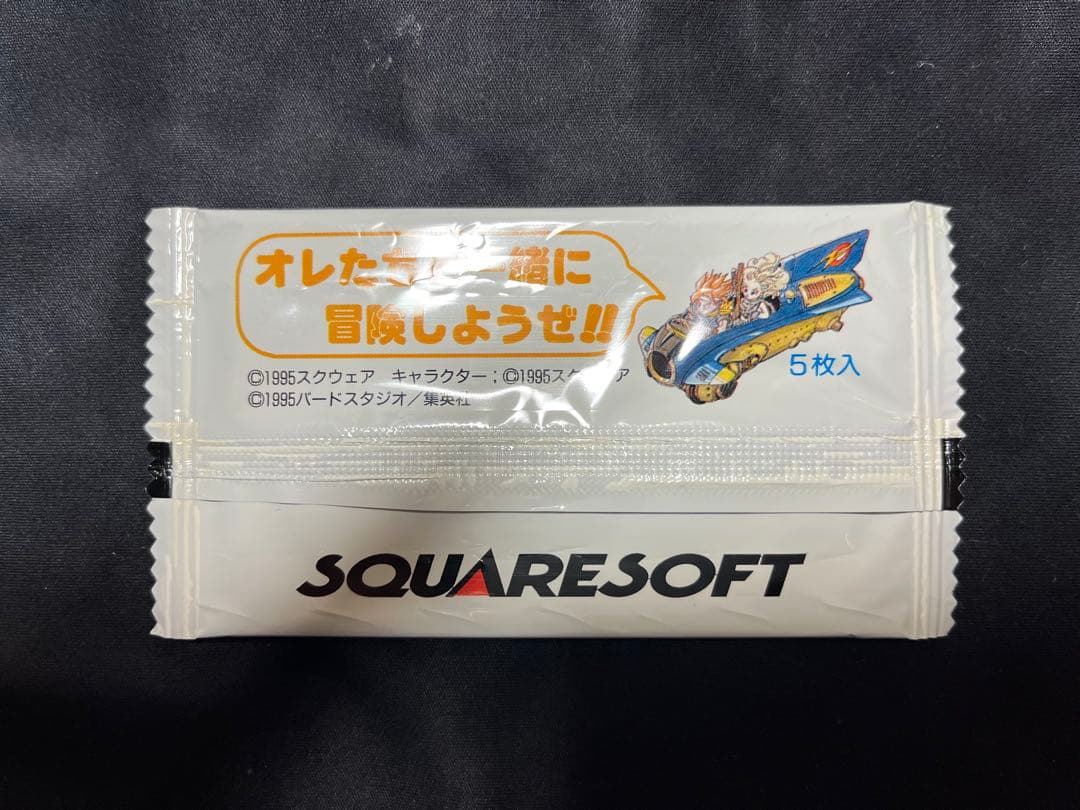 オレたちと一緒に
冒険しようぜ!!
©1995スクウェア キャラクター;©1995スクウェア
©1995バードスタジオ/集英社
5枚入
SQUARESOFT